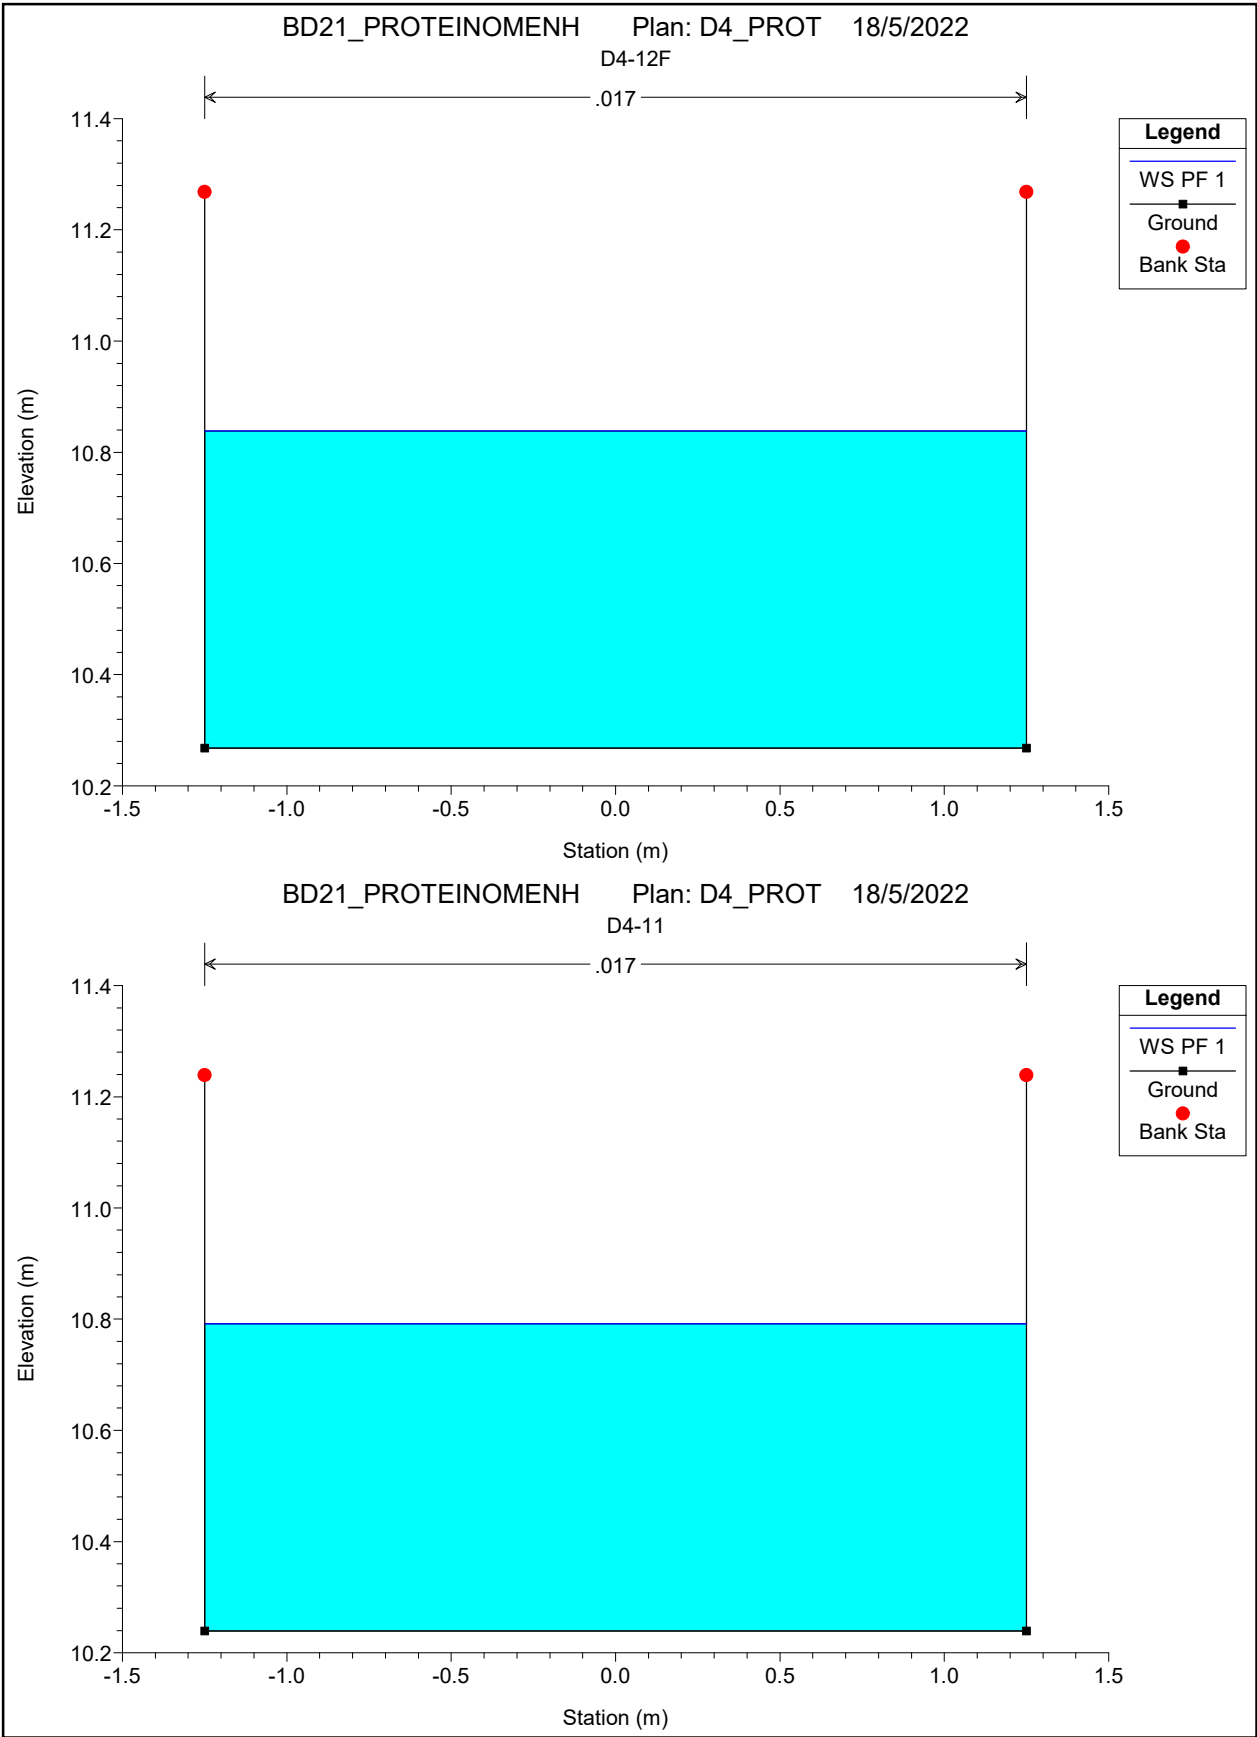 BD21_PROTEINOMENH Plan: D4_PROT 18/5/2022
D4-12F
.017
11.4
11.2
11.0
10.8
10.6
10.4
10.2
Elevation (m)
-1.5 -1.0 -0.5 0.0 0.5 1.0 1.5
Station (m)
Legend
WS PF 1
Ground
Bank Sta
BD21_PROTEINOMENH Plan: D4_PROT 18/5/2022
D4-11
.017
11.4
11.2
11.0
10.8
10.6
10.4
10.2
Elevation (m)
-1.5 -1.0 -0.5 0.0 0.5 1.0 1.5
Station (m)
Legend
WS PF 1
Ground
Bank Sta